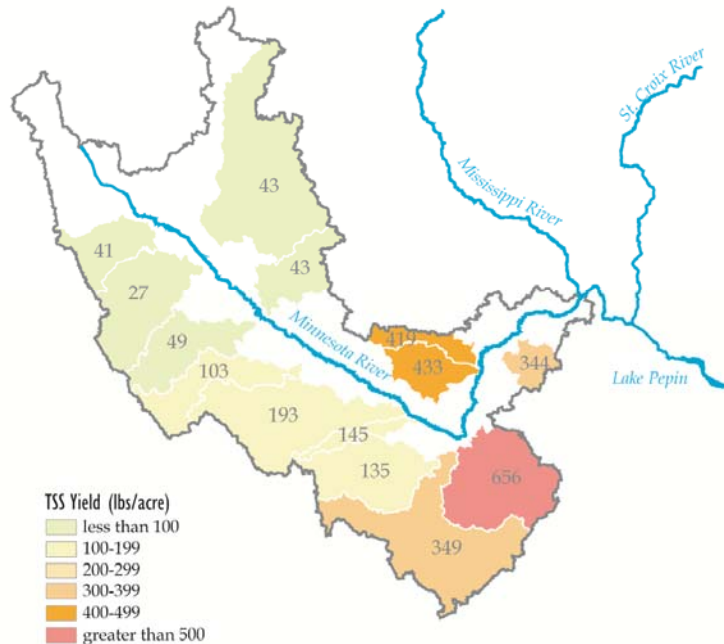 St. Croix River
Mississippi River
43
41
43
27
49
Minnesota River
419
433
344
Lake Pepin
103
193
145
135
656
349
TSS Yield (lbs/acre)
less than 100
100-199
200-299
300-399
400-499
greater than 500